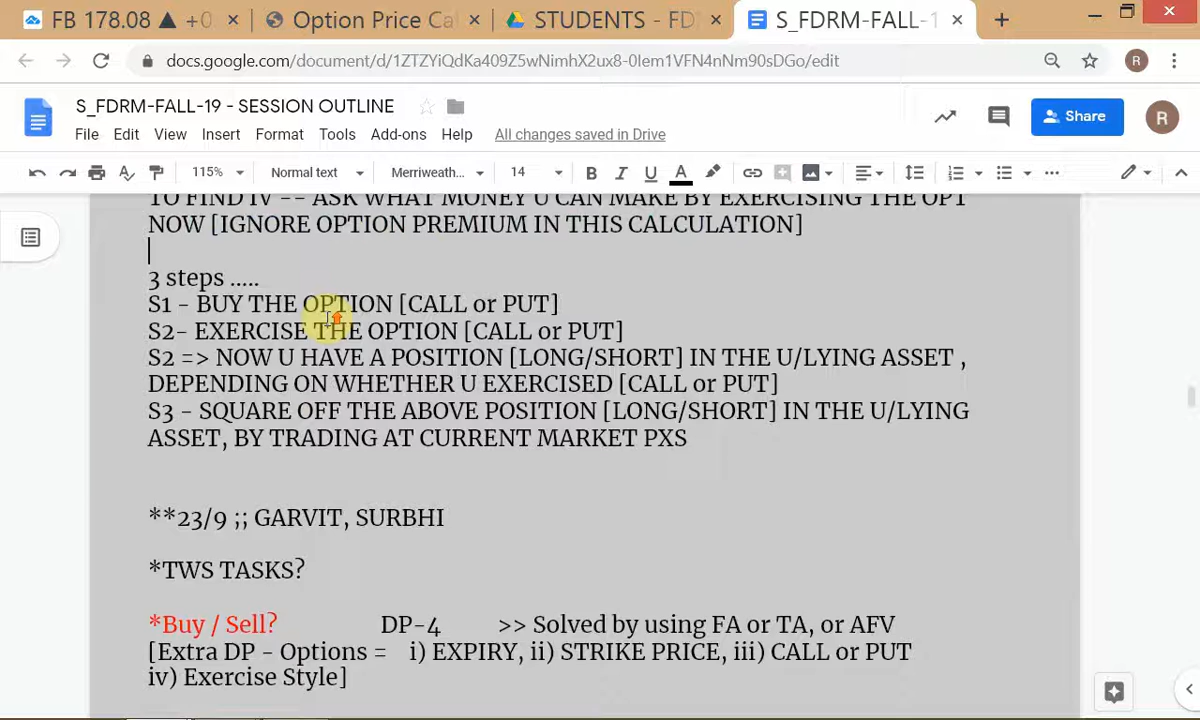 FB 178.08 ▲ +0
Option Price Ca
STUDENTS - FD
S_FDRM-FALL-1
docs.google.com/document/d/1ZTZYiQdKa409Z5wNimhX2ux8-0lem1VFN4nNm90sDGo/edit
R
S_FDRM-FALL-19 - SESSION OUTLINE
File Edit View Insert Format Tools Add-ons Help All changes saved in Drive
Share
R
115% Normal text Merriweath... 14
TO FIND IV -- ASK WHAT MONEY U CAN MAKE BY EXERCISING THE OPT
NOW [IGNORE OPTION PREMIUM IN THIS CALCULATION]
3 steps .....
S1 - BUY THE OPTION [CALL or PUT]
S2- EXERCISE THE OPTION [CALL or PUT]
S2 => NOW U HAVE A POSITION [LONG/SHORT] IN THE U/LYING ASSET ,
DEPENDING ON WHETHER U EXERCISED [CALL or PUT]
S3 - SQUARE OFF THE ABOVE POSITION [LONG/SHORT] IN THE U/LYING
ASSET, BY TRADING AT CURRENT MARKET PXS
**23/9 ;; GARVIT, SURBHI
*TWS TASKS?
*Buy / Sell? DP-4 >> Solved by using FA or TA, or AFV
[Extra DP - Options = i) EXPIRY, ii) STRIKE PRICE, iii) CALL or PUT
iv) Exercise Style]